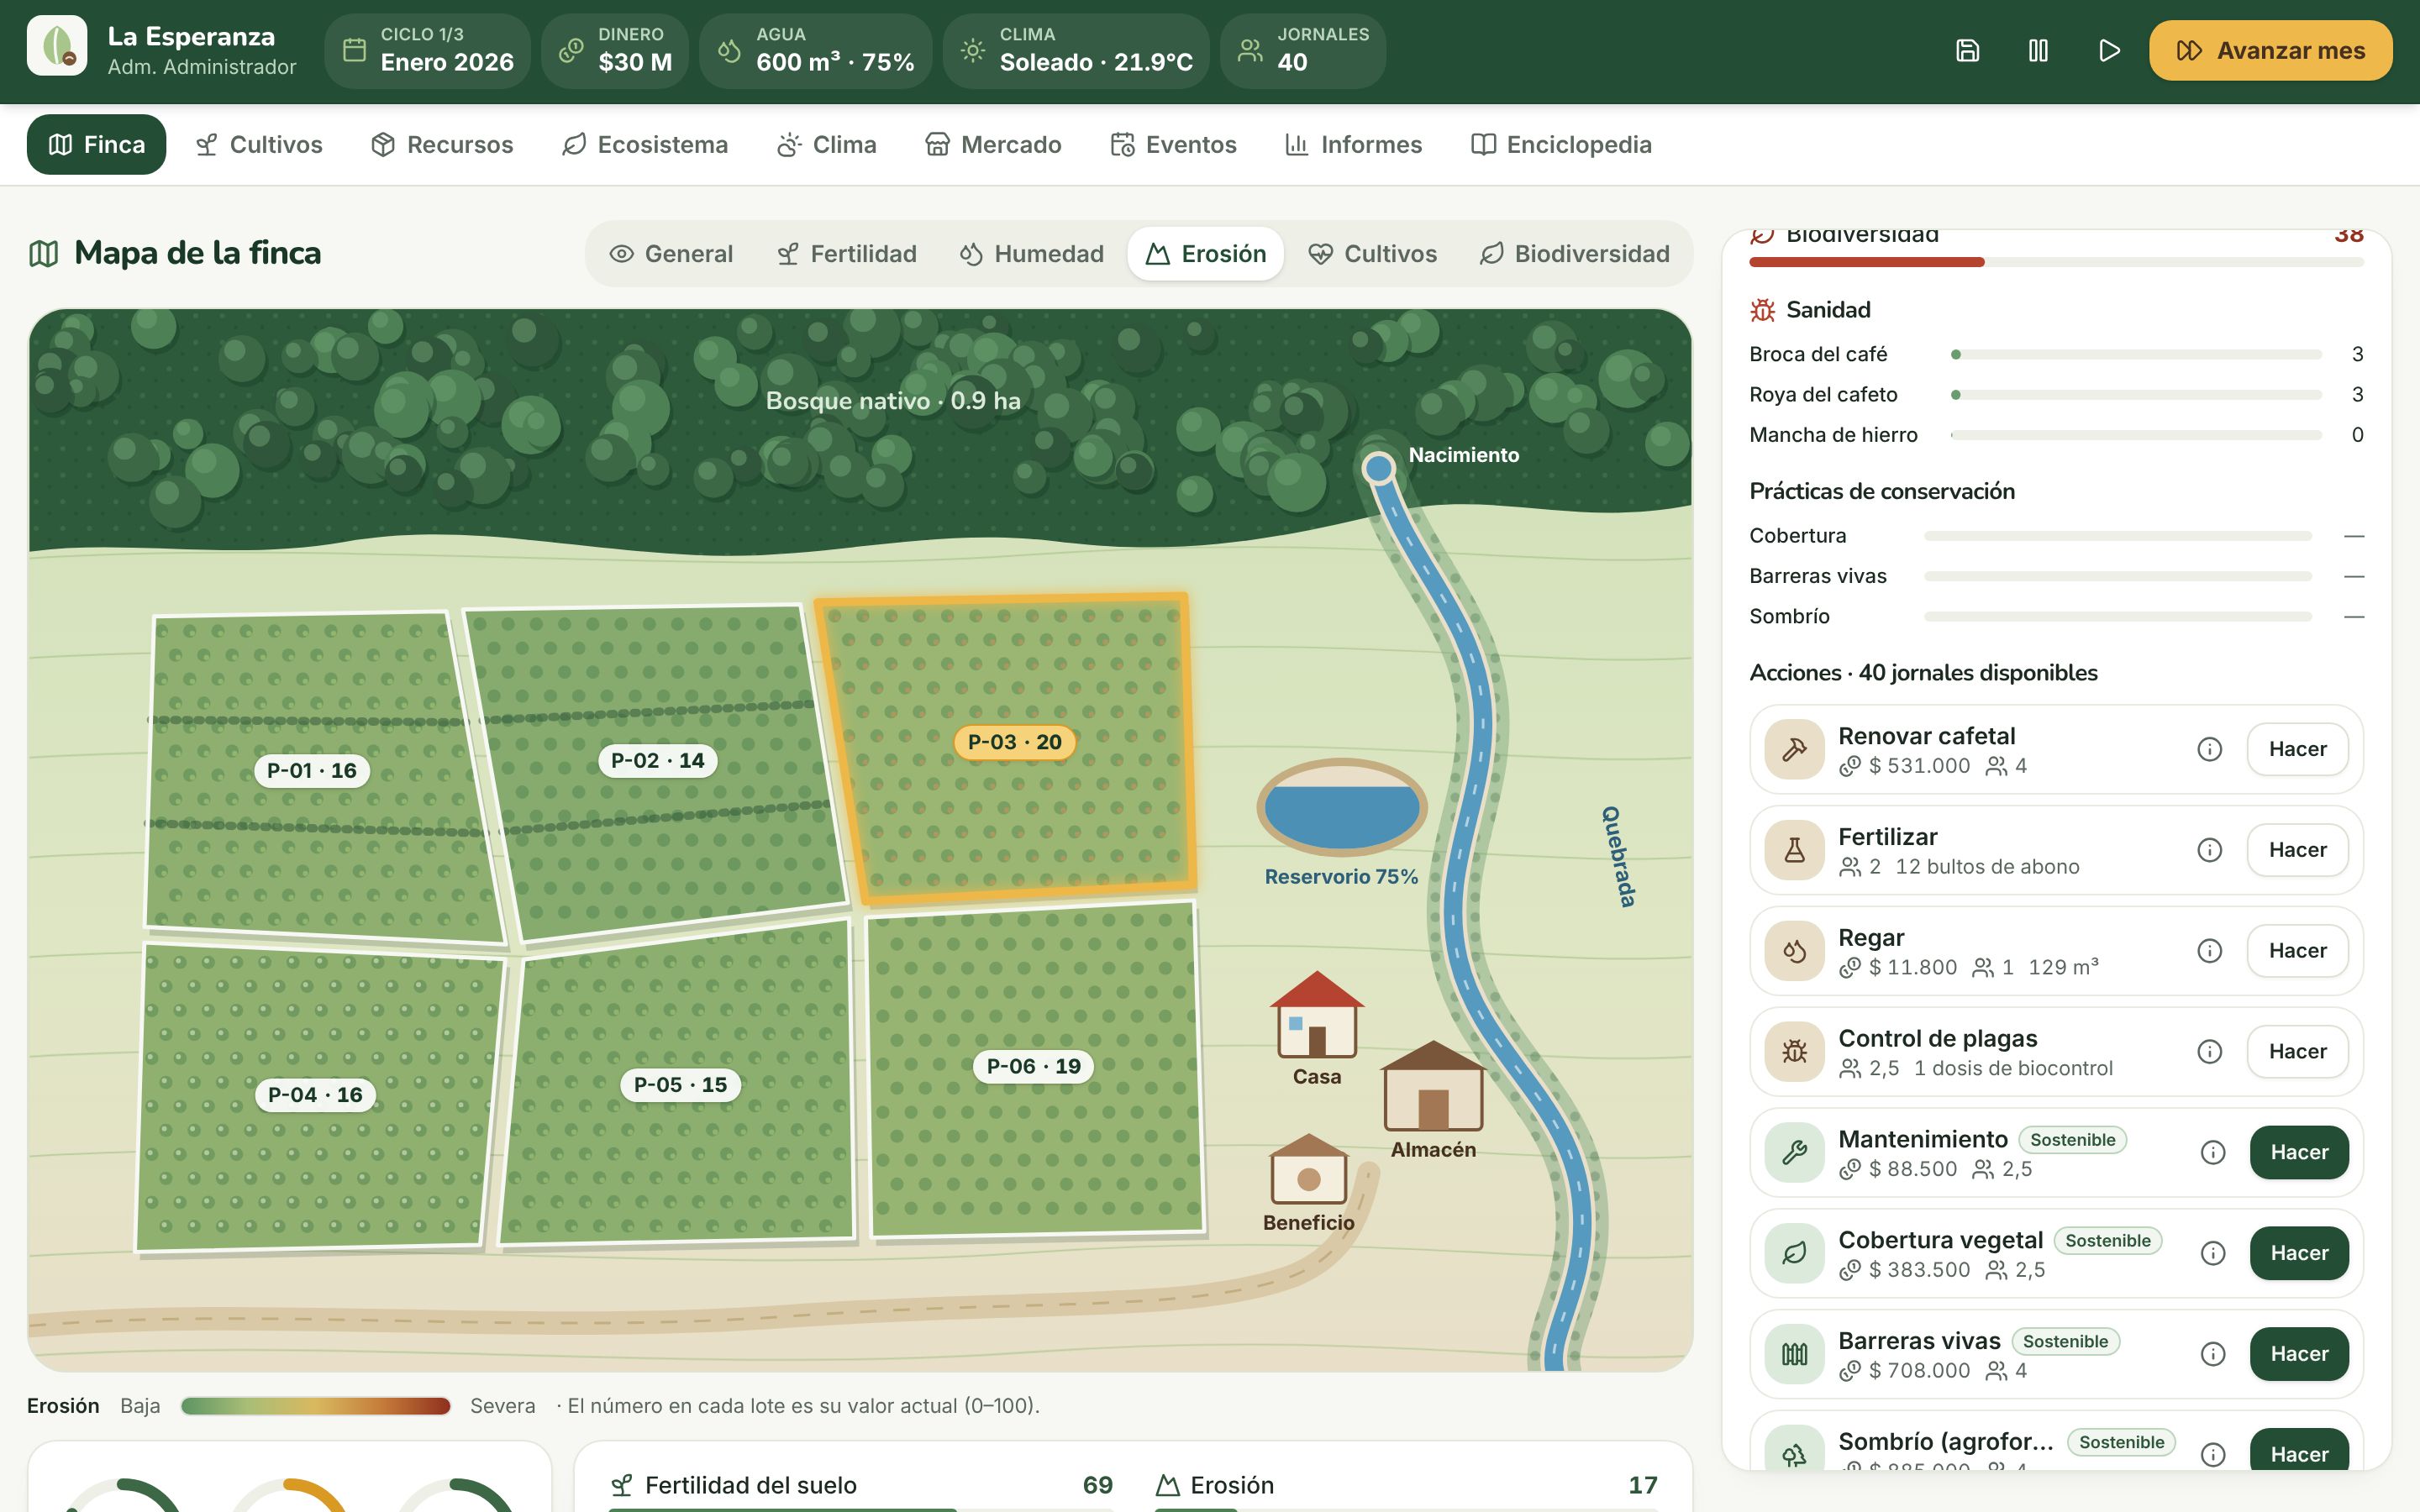 La Esperanza
Adm. Administrador
CICLO 1/3
Enero 2026
DINERO
$30 M
AGUA
600 m³ · 75%
CLIMA
Soleado · 21.9°C
JORNALES
40
Avanzar mes
Finca
Cultivos
Recursos
Ecosistema
Clima
Mercado
Eventos
Informes
Enciclopedia
Mapa de la finca
General
Fertilidad
Humedad
Erosión
Cultivos
Biodiversidad
Bosque nativo · 0.9 ha
Nacimiento
P-01 · 16
P-02 · 14
P-03 · 20
Reservorio 75%
Quebrada
P-04 · 16
P-05 · 15
P-06 · 19
Casa
Almacén
Beneficio
Erosión Baja Severa · El número en cada lote es su valor actual (0–100).
Fertilidad del suelo 69
Erosión 17
Biodiversidad 38
Sanidad
Broca del café 3
Roya del cafeto 3
Mancha de hierro 0
Prácticas de conservación
Cobertura —
Barreras vivas —
Sombrío —
Acciones · 40 jornales disponibles
Renovar cafetal
$ 531.000 4
Hacer
Fertilizar
2 12 bultos de abono
Hacer
Regar
$ 11.800 1 129 m³
Hacer
Control de plagas
2,5 1 dosis de biocontrol
Hacer
Mantenimiento Sostenible
$ 88.500 2,5
Hacer
Cobertura vegetal Sostenible
$ 383.500 2,5
Hacer
Barreras vivas Sostenible
$ 708.000 4
Hacer
Sombrío (agrofor... Sostenible
Hacer